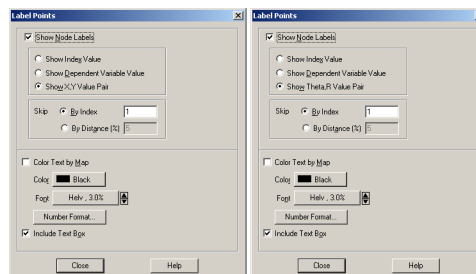 Label Points
Show Node Labels
Show Index Value
Show Dependent Variable Value
Show X,Y Value Pair
Skip By Index 1
By Distance (%) 5
Color Text by Map
Color Black
Font Helv , 3.0%
Number Format...
Include Text Box
Close Help
Label Points
Show Node Labels
Show Index Value
Show Dependent Variable Value
Show Theta,R Value Pair
Skip By Index 1
By Distance (%) 5
Color Text by Map
Color Black
Font Helv , 3.0%
Number Format...
Include Text Box
Close Help